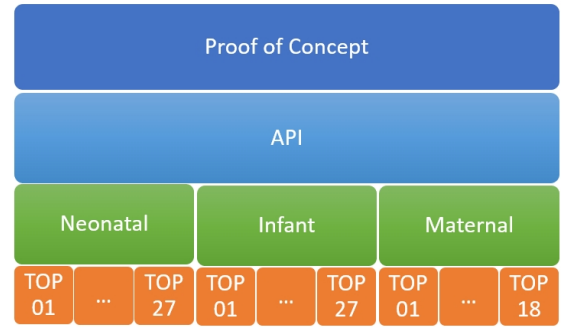 Proof of Concept
API
Neonatal Infant Maternal
TOP ... TOP TOP ... TOP TOP ... TOP
01 27 01 27 01 18